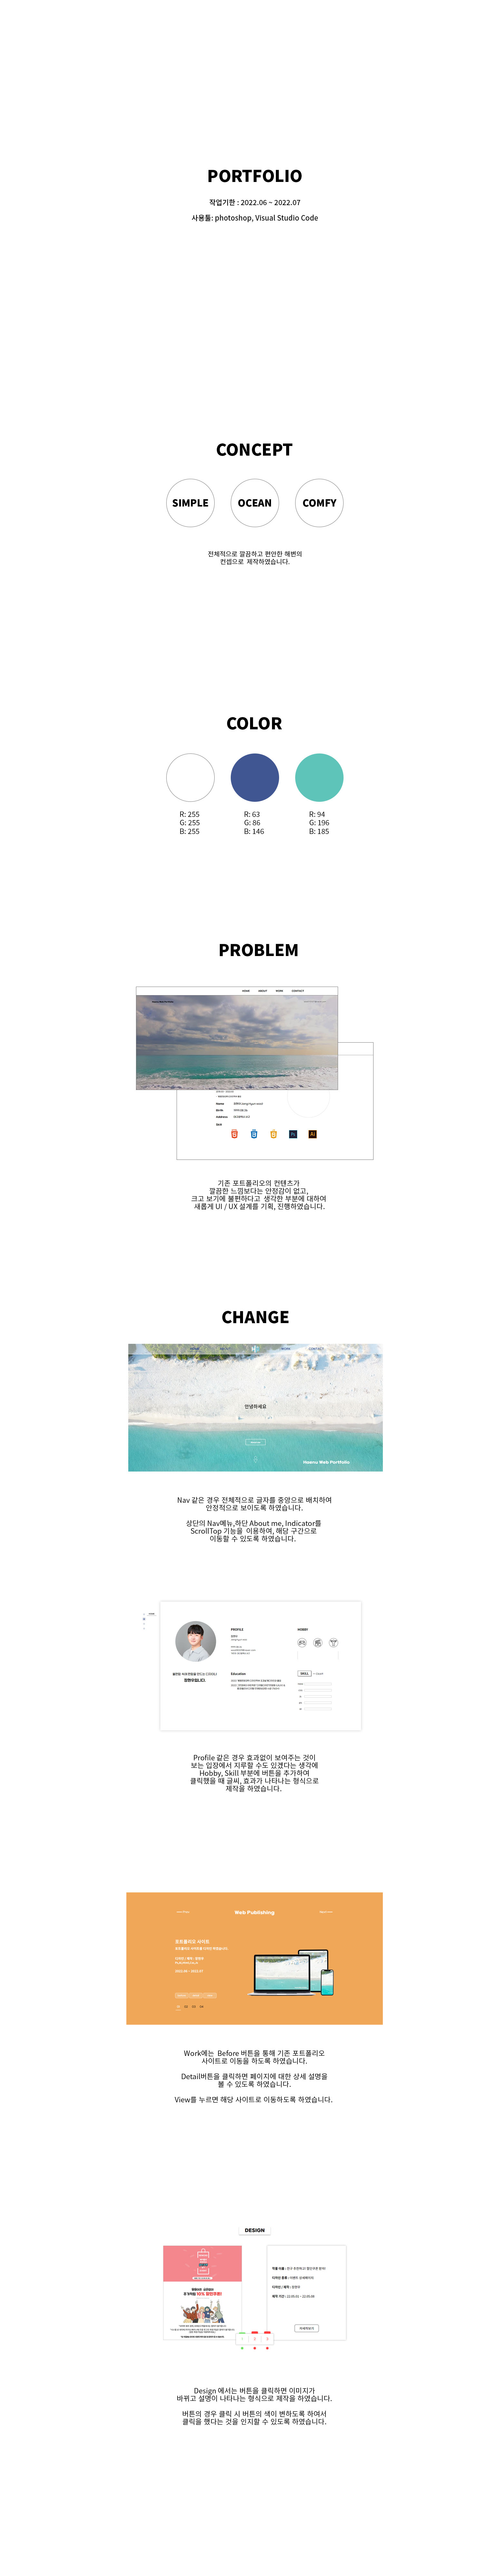 PORTFOLIO
작업기한 : 2022.06 ~ 2022.07
사용툴: photoshop, Visual Studio Code
CONCEPT
SIMPLE
OCEAN
COMFY
전체적으로 깔끔하고 편안한 해변의
컨셉으로 제작하였습니다.
COLOR
R: 255
G: 255
B: 255
R: 63
G: 86
B: 146
R: 94
G: 196
B: 185
PROBLEM
HOME ABOUT WORK CONTACT
기존 포트폴리오의 컨텐츠가
깔끔한 느낌보다는 안정감이 없고,
크고 보기에 불편하다고 생각한 부분에 대하여
새롭게 UI / UX 설계를 기획, 진행하였습니다.
CHANGE
안녕하세요
Nav 같은 경우 전체적으로 글자를 중앙으로 배치하여
안정적으로 보이도록 하였습니다.
상단의 Nav메뉴,하단 About me, Indicator를
ScrollTop 기능을 이용하여, 해당 구간으로
이동할 수 있도록 하였습니다.
PROFILE
HOBBY
Education
SKILL
Profile 같은 경우 효과없이 보여주는 것이
보는 입장에서 지루할 수도 있겠다는 생각에
Hobby, Skill 부분에 버튼을 추가하여
클릭했을 때 글씨, 효과가 나타나는 형식으로
제작을 하였습니다.
Web Publishing
포트폴리오 사이트
Work에는 Before 버튼을 통해 기존 포트폴리오
사이트로 이동을 하도록 하였습니다.
Detail버튼을 클릭하면 페이지에 대한 상세 설명을
볼 수 있도록 하였습니다.
View를 누르면 해당 사이트로 이동하도록 하였습니다.
DESIGN
자세히보기
Design 에서는 버튼을 클릭하면 이미지가
바뀌고 설명이 나타나는 형식으로 제작을 하였습니다.
버튼의 경우 클릭 시 버튼의 색이 변하도록 하여서
클릭을 했다는 것을 인지할 수 있도록 하였습니다.